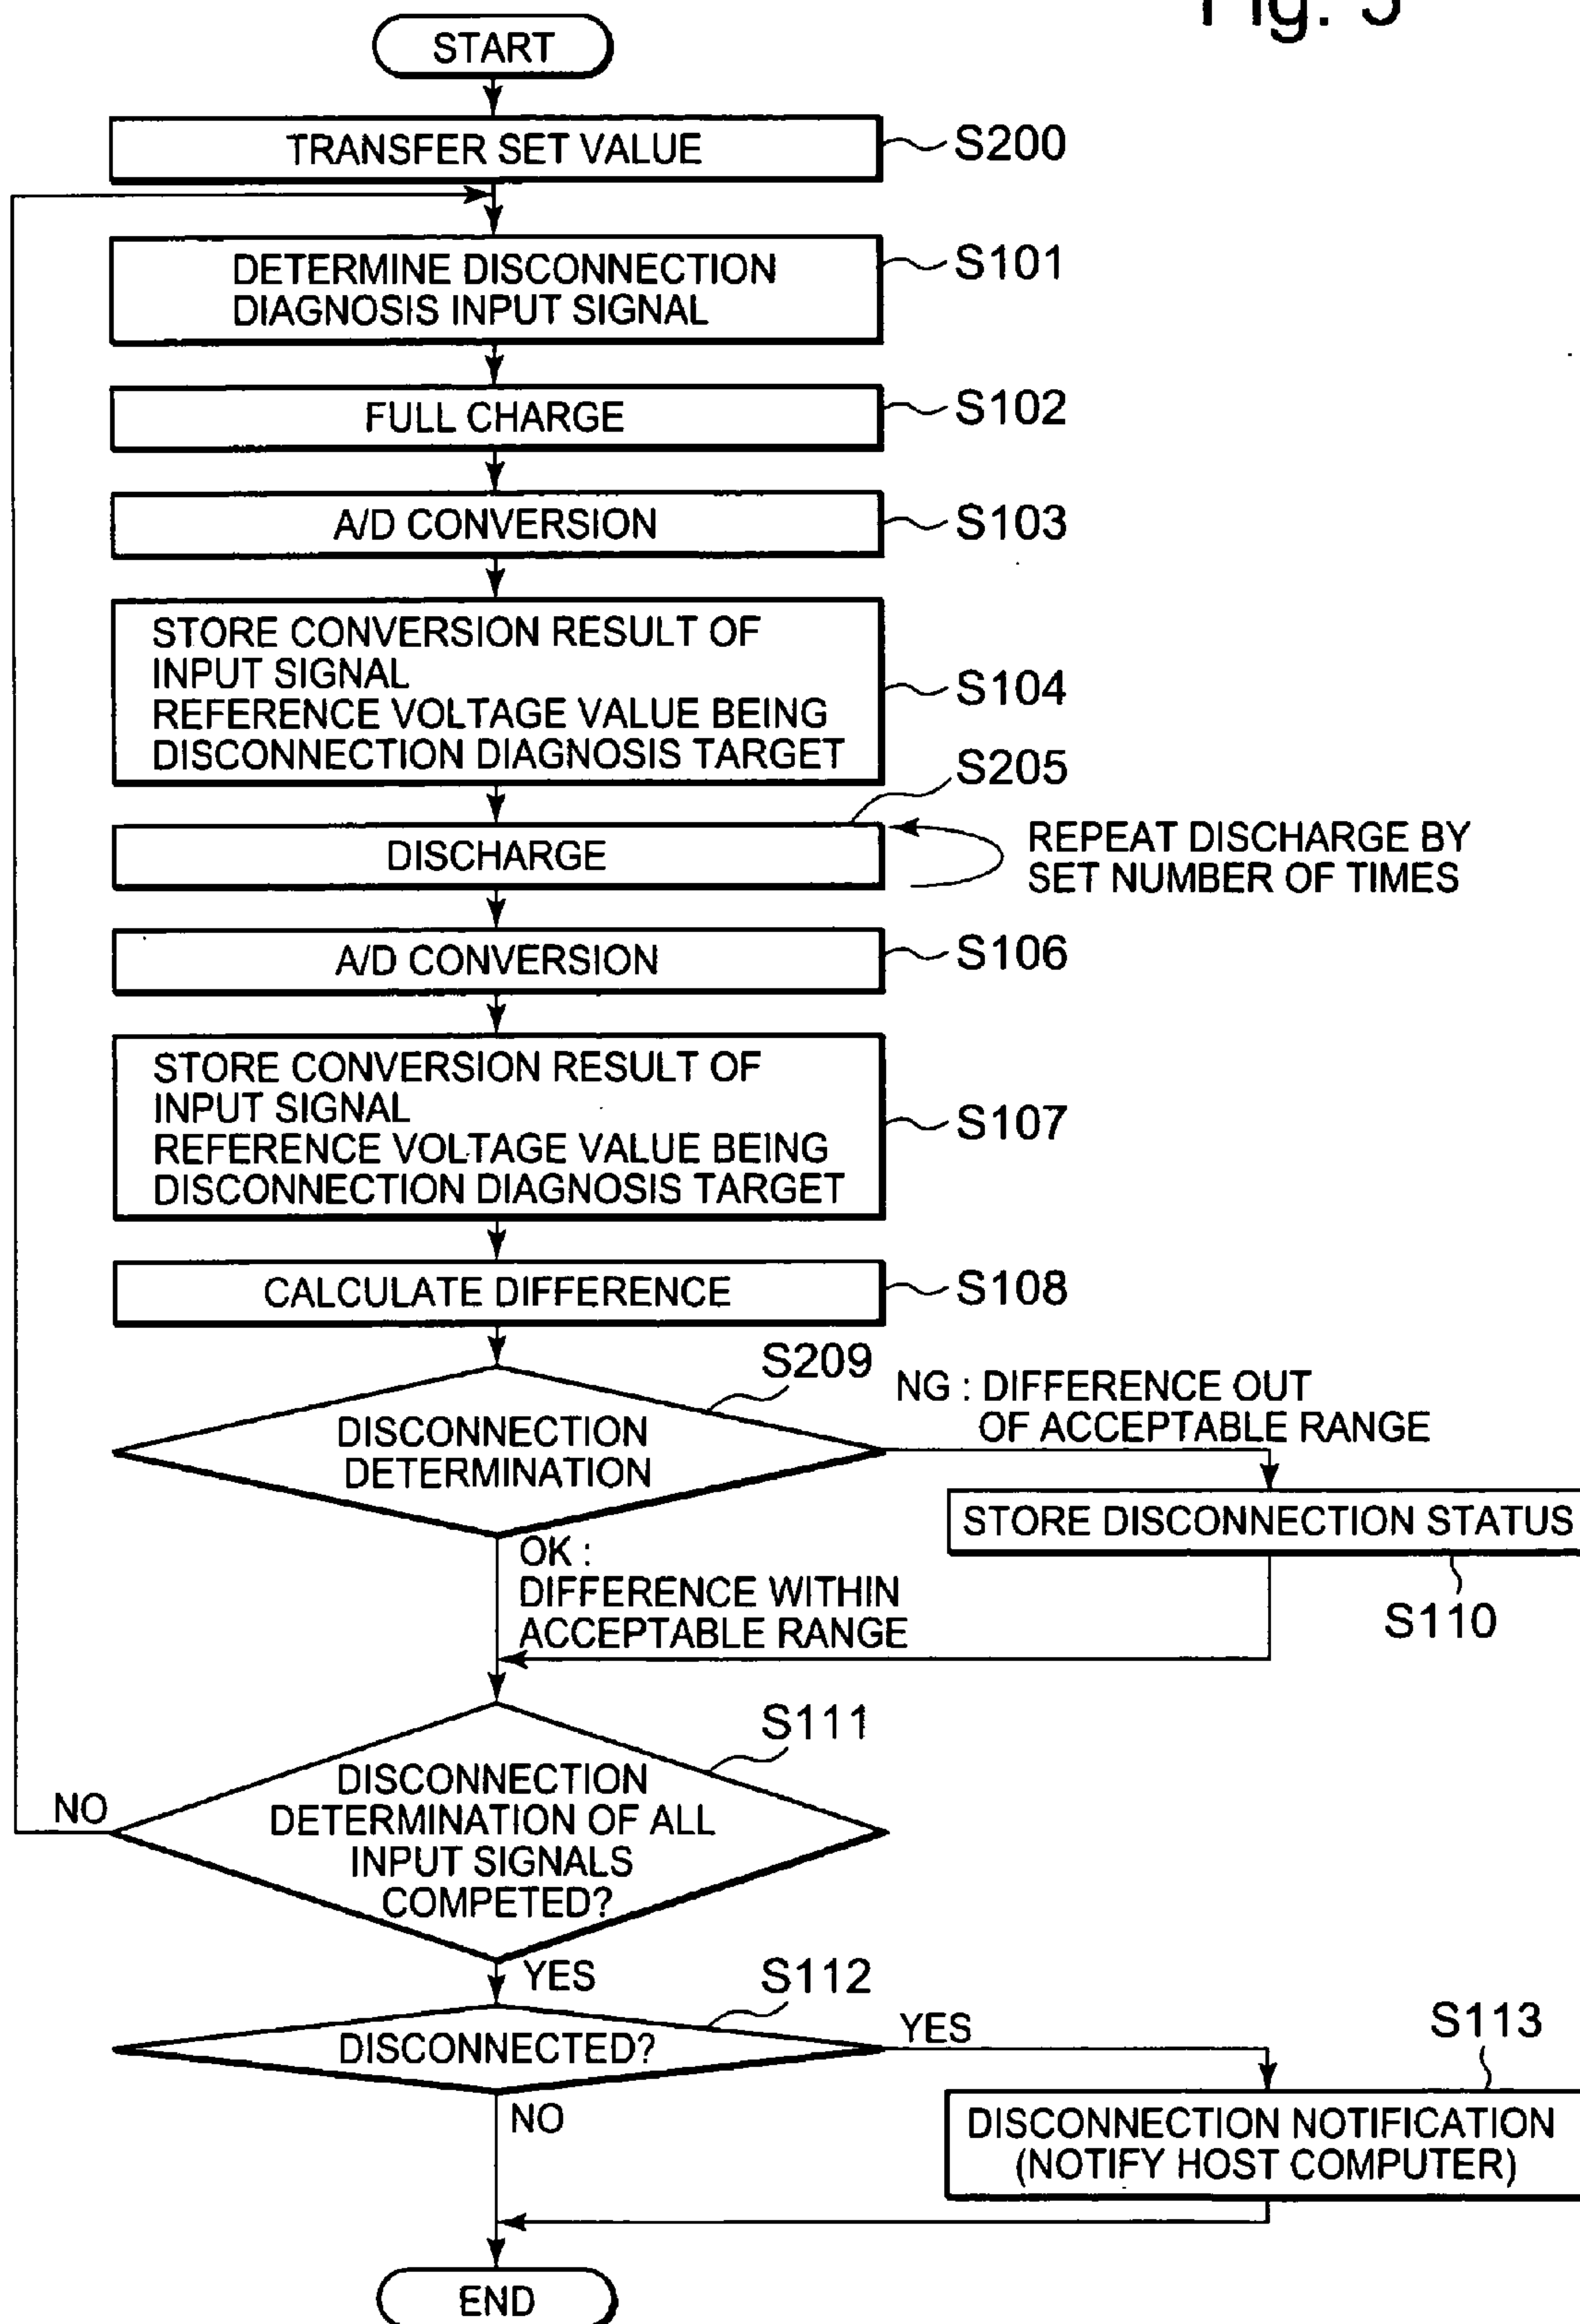 START
TRANSFER SET VALUE
S200
DETERMINE DISCONNECTION
DIAGNOSIS INPUT SIGNAL
S101
FULL CHARGE
S102
A/D CONVERSION
S103
STORE CONVERSION RESULT OF
INPUT SIGNAL
REFERENCE VOLTAGE VALUE BEING
DISCONNECTION DIAGNOSIS TARGET
S104
S205
DISCHARGE
REPEAT DISCHARGE BY
SET NUMBER OF TIMES
A/D CONVERSION
S106
STORE CONVERSION RESULT OF
INPUT SIGNAL
REFERENCE VOLTAGE VALUE BEING
DISCONNECTION DIAGNOSIS TARGET
S107
CALCULATE DIFFERENCE
S108
S209
DISCONNECTION
DETERMINATION
NG : DIFFERENCE OUT
OF ACCEPTABLE RANGE
STORE DISCONNECTION STATUS
S110
OK :
DIFFERENCE WITHIN
ACCEPTABLE RANGE
S111
DISCONNECTION
DETERMINATION OF ALL
INPUT SIGNALS
COMPETED?
NO
YES
S112
DISCONNECTED?
YES
NO
S113
DISCONNECTION NOTIFICATION
(NOTIFY HOST COMPUTER)
END